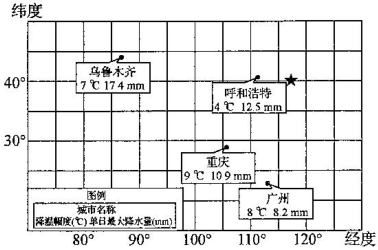 纬度
乌鲁木齐
7 ℃ 17.4 mm
40°
呼和浩特
4 ℃ 12.5 mm
30°
重庆
9 ℃ 10.9 mm
广州
8 ℃ 8.2 mm
图例
城市名称
降温幅度(℃) 单日最大降水量(mm)
80° 90° 100° 110° 120° 经度